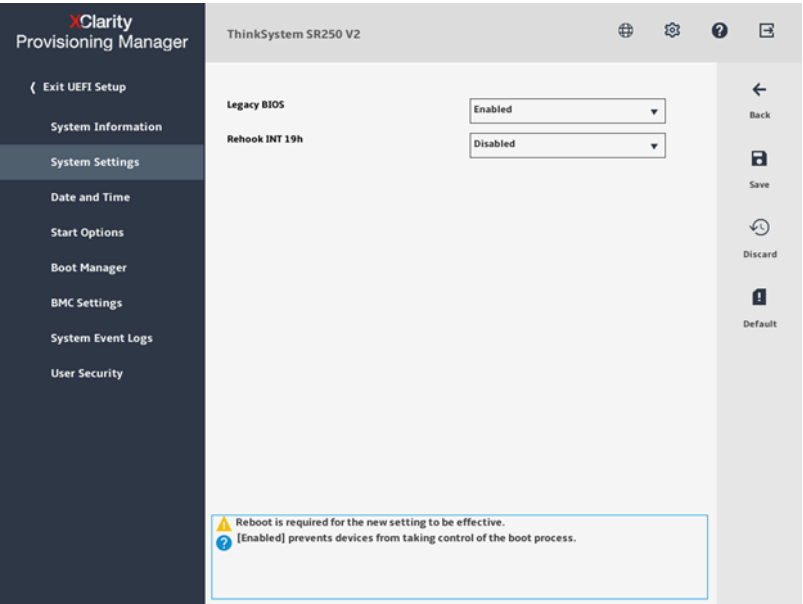 XClarity
Provisioning Manager
ThinkSystem SR250 V2
Exit UEFI Setup
System Information
System Settings
Date and Time
Start Options
Boot Manager
BMC Settings
System Event Logs
User Security
Legacy BIOS
Enabled
Rehook INT 19h
Disabled
Back
Save
Discard
Default
Reboot is required for the new setting to be effective.
[Enabled] prevents devices from taking control of the boot process.